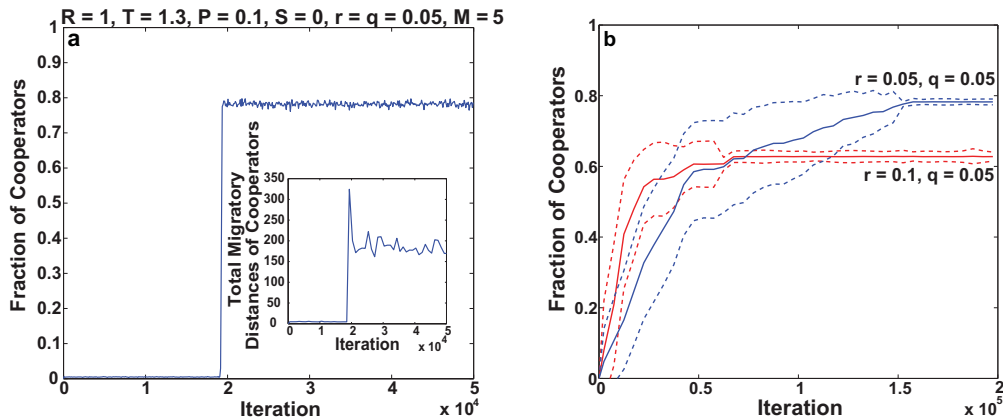 R = 1, T = 1.3, P = 0.1, S = 0, r = q = 0.05, M = 5
a
Fraction of Cooperators
1
0.9
0.8
0.7
0.6
0.5
0.4
0.3
0.2
0.1
0
0
1
2
3
4
5
x 10^4
Iteration
Total Migratory
Distances of Cooperators
350
300
250
200
150
100
50
0
0
1
2
3
4
5
x 10^4
Iteration
b
Fraction of Cooperators
0.8
0.6
0.4
0.2
0
r = 0.05, q = 0.05
r = 0.1, q = 0.05
0
0.5
1
1.5
2
x 10^5
Iteration